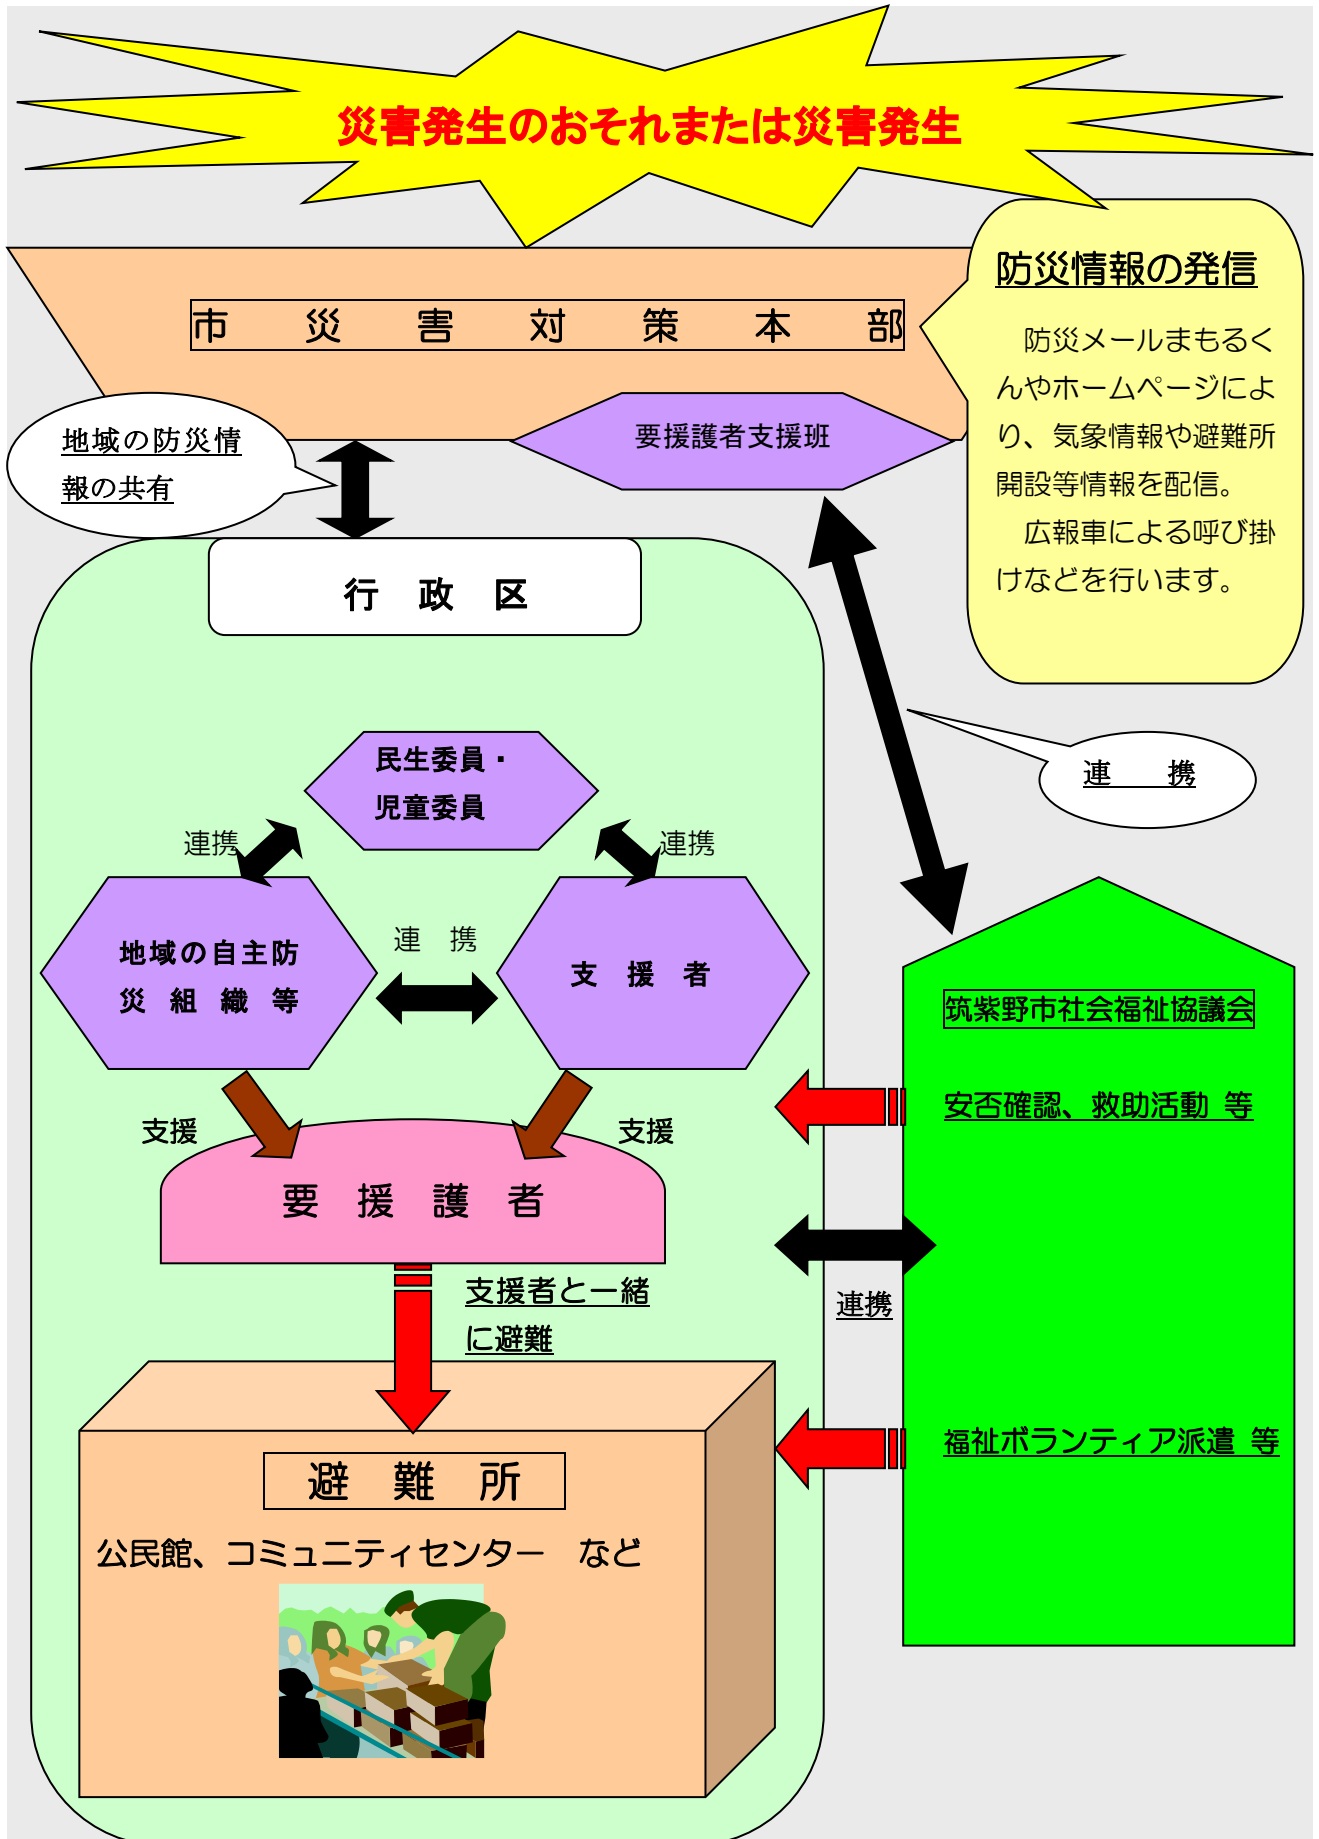 災害発生のおそれまたは災害発生
市　災　害　対　策　本　部
防災情報の発信
防災メールまもるく
んやホームページによ
り、気象情報や避難所
開設等情報を配信。
広報車による呼び掛
けなどを行います。
要援護者支援班
地域の防災情
報の共有
行　政　区
連　携
民生委員・
児童委員
連携
連携
地域の自主防
災　組　織　等
連　携
支　援　者
筑紫野市社会福祉協議会
安否確認、救助活動 等
支援
支援
要　援　護　者
支援者と一緒
に避難
連携
福祉ボランティア派遣 等
避　難　所
公民館、コミュニティセンター　など